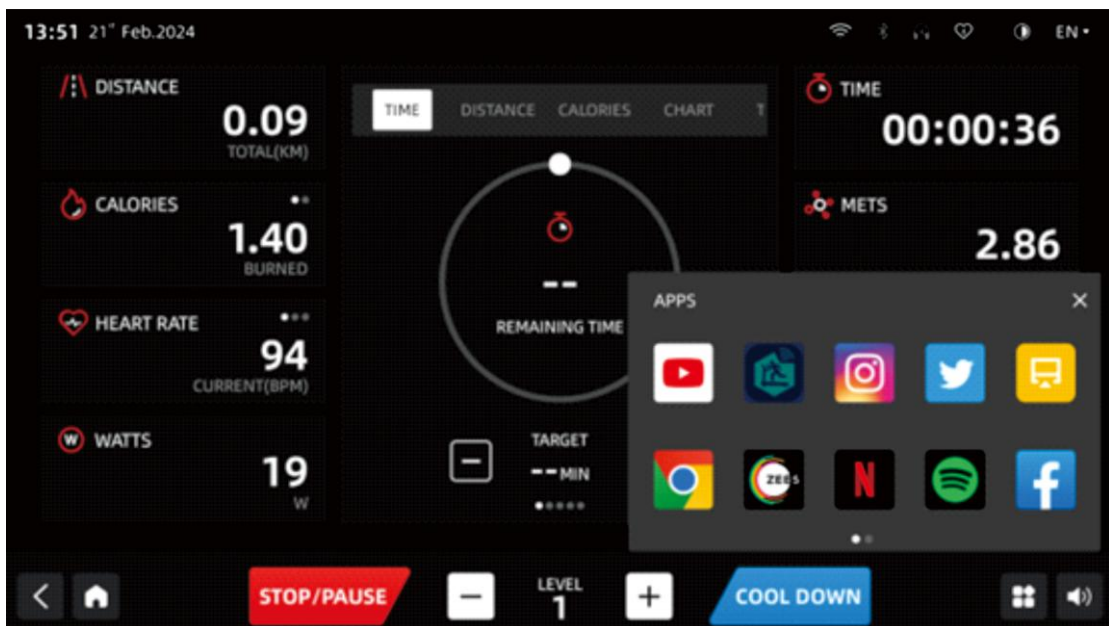 13:51 21st Feb.2024
EN
DISTANCE
0.09
TOTAL(KM)
CALORIES
1.40
BURNED
HEART RATE
94
CURRENT(BPM)
WATTS
19
W
TIME DISTANCE CALORIES CHART T
--
REMAINING TIME
TARGET
--MIN
TIME
00:00:36
METS
2.86
APPS
ZEE5
N
f
STOP/PAUSE
LEVEL
1
COOL DOWN